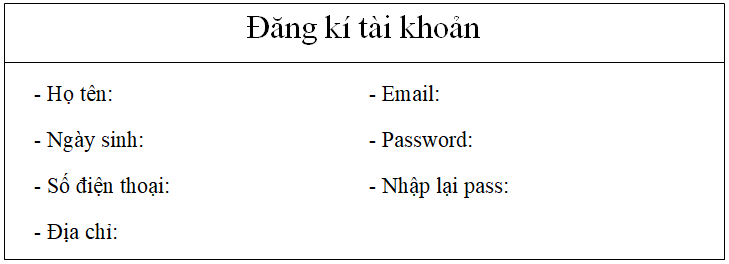 Đăng kí tài khoản
- Họ tên:
- Ngày sinh:
- Số điện thoại:
- Địa chỉ:
- Email:
- Password:
- Nhập lại pass: